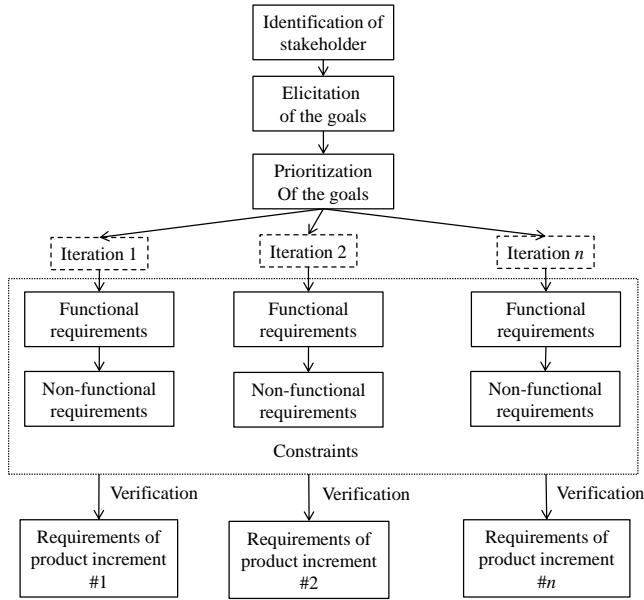 Identification of
stakeholder
Elicitation
of the goals
Prioritization
Of the goals
Iteration 1
Iteration 2
Iteration n
Functional
requirements
Functional
requirements
Functional
requirements
Non-functional
requirements
Non-functional
requirements
Non-functional
requirements
Constraints
Verification
Verification
Verification
Requirements of
product increment
#1
Requirements of
product increment
#2
Requirements of
product increment
#n